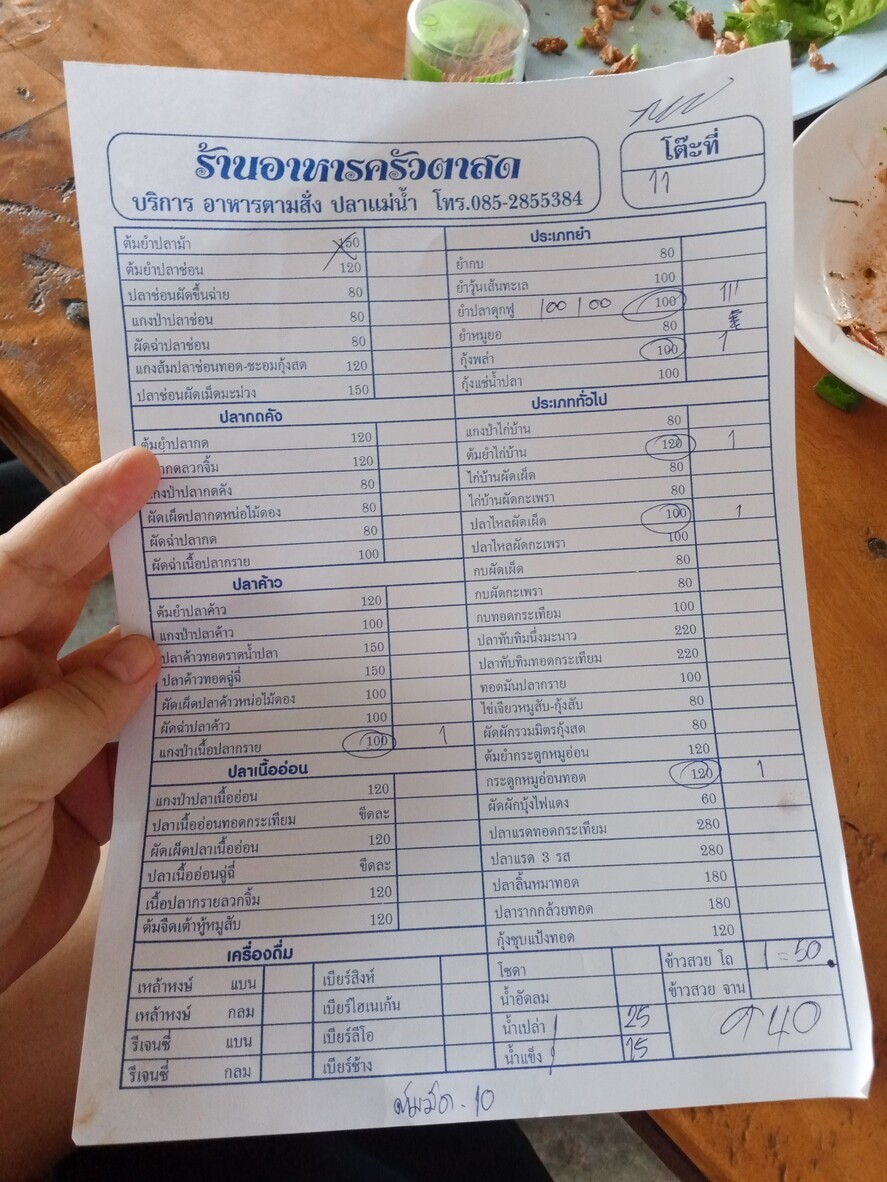 ร้านอาหารครัวตาสด
บริการ อาหารตามสั่ง ปลาแม่น้ำ โทร.085-2855384
โต๊ะที่
11
ต้มยำปลาม้า 150
ต้มยำปลาช่อน 120
ปลาช่อนผัดขึ้นฉ่าย 80
แกงป่าปลาช่อน 80
ผัดฉ่าปลาช่อน 80
แกงส้มปลาช่อนทอด-ชะอมกุ้งสด 120
ปลาช่อนผัดเม็ดมะม่วง 150
ปลากดคัง
ต้มยำปลากด 120
กดลวกจิ้ม 120
แกงป่าปลากดคัง 80
ผัดเผ็ดปลากดหน่อไม้ดอง 80
ผัดฉ่าปลากด 80
ผัดฉ่าเนื้อปลากราย 100
ปลาค้าว
ต้มยำปลาค้าว 120
แกงป่าปลาค้าว 100
ปลาค้าวทอดราดน้ำปลา 150
ปลาค้าวทอดฉู่ฉี่ 150
ผัดเผ็ดปลาค้าวหน่อไม้ดอง 100
ผัดฉ่าปลาค้าว 100
แกงป่าเนื้อปลากราย 100 1
ปลาเนื้ออ่อน
แกงป่าปลาเนื้ออ่อน 120
ปลาเนื้ออ่อนทอดกระเทียม ขีดละ
ผัดเผ็ดปลาเนื้ออ่อน 120
ปลาเนื้ออ่อนฉู่ฉี่ ขีดละ
เนื้อปลากรายลวกจิ้ม 120
ต้มจืดเต้าหู้หมูสับ 120
ประเภทยำ
ยำกบ 80
ยำวุ้นเส้นทะเล 100
ยำปลาดุกฟู 100 100 100 111
ยำหมูยอ 80
กุ้งพล่า 100 1
กุ้งแช่น้ำปลา 100
ประเภททั่วไป
แกงป่าไก่บ้าน 80
ต้มยำไก่บ้าน 120 1
ไก่บ้านผัดเผ็ด 80
ไก่บ้านผัดกะเพรา 80
ปลาไหลผัดเผ็ด 100 1
ปลาไหลผัดกะเพรา 100
กบผัดเผ็ด 80
กบผัดกะเพรา 80
กบทอดกระเทียม 100
ปลาทับทิมนึ่งมะนาว 220
ปลาทับทิมทอดกระเทียม 220
ทอดมันปลากราย 100
ไข่เจียวหมูสับ-กุ้งสับ 80
ผัดผักรวมมิตรกุ้งสด 80
ต้มยำกระดูกหมูอ่อน 120
กระดูกหมูอ่อนทอด 120 1
ผัดผักบุ้งไฟแดง 60
ปลาแรดทอดกระเทียม 280
ปลาแรด 3 รส 280
ปลาลิ้นหมาทอด 180
ปลารากกล้วยทอด 180
กุ้งชุบแป้งทอด 120
เครื่องดื่ม
เหล้าหงษ์ แบน
เหล้าหงษ์ กลม
รีเจนซี่ แบน
รีเจนซี่ กลม
เบียร์สิงห์
เบียร์ไฮเนเก้น
เบียร์ลีโอ
เบียร์ช้าง
โซดา
น้ำอัดลม
น้ำเปล่า 1 25
น้ำแข็ง 1 15
ข้าวสวย โถ 1 = 50
ข้าวสวย จาน
940